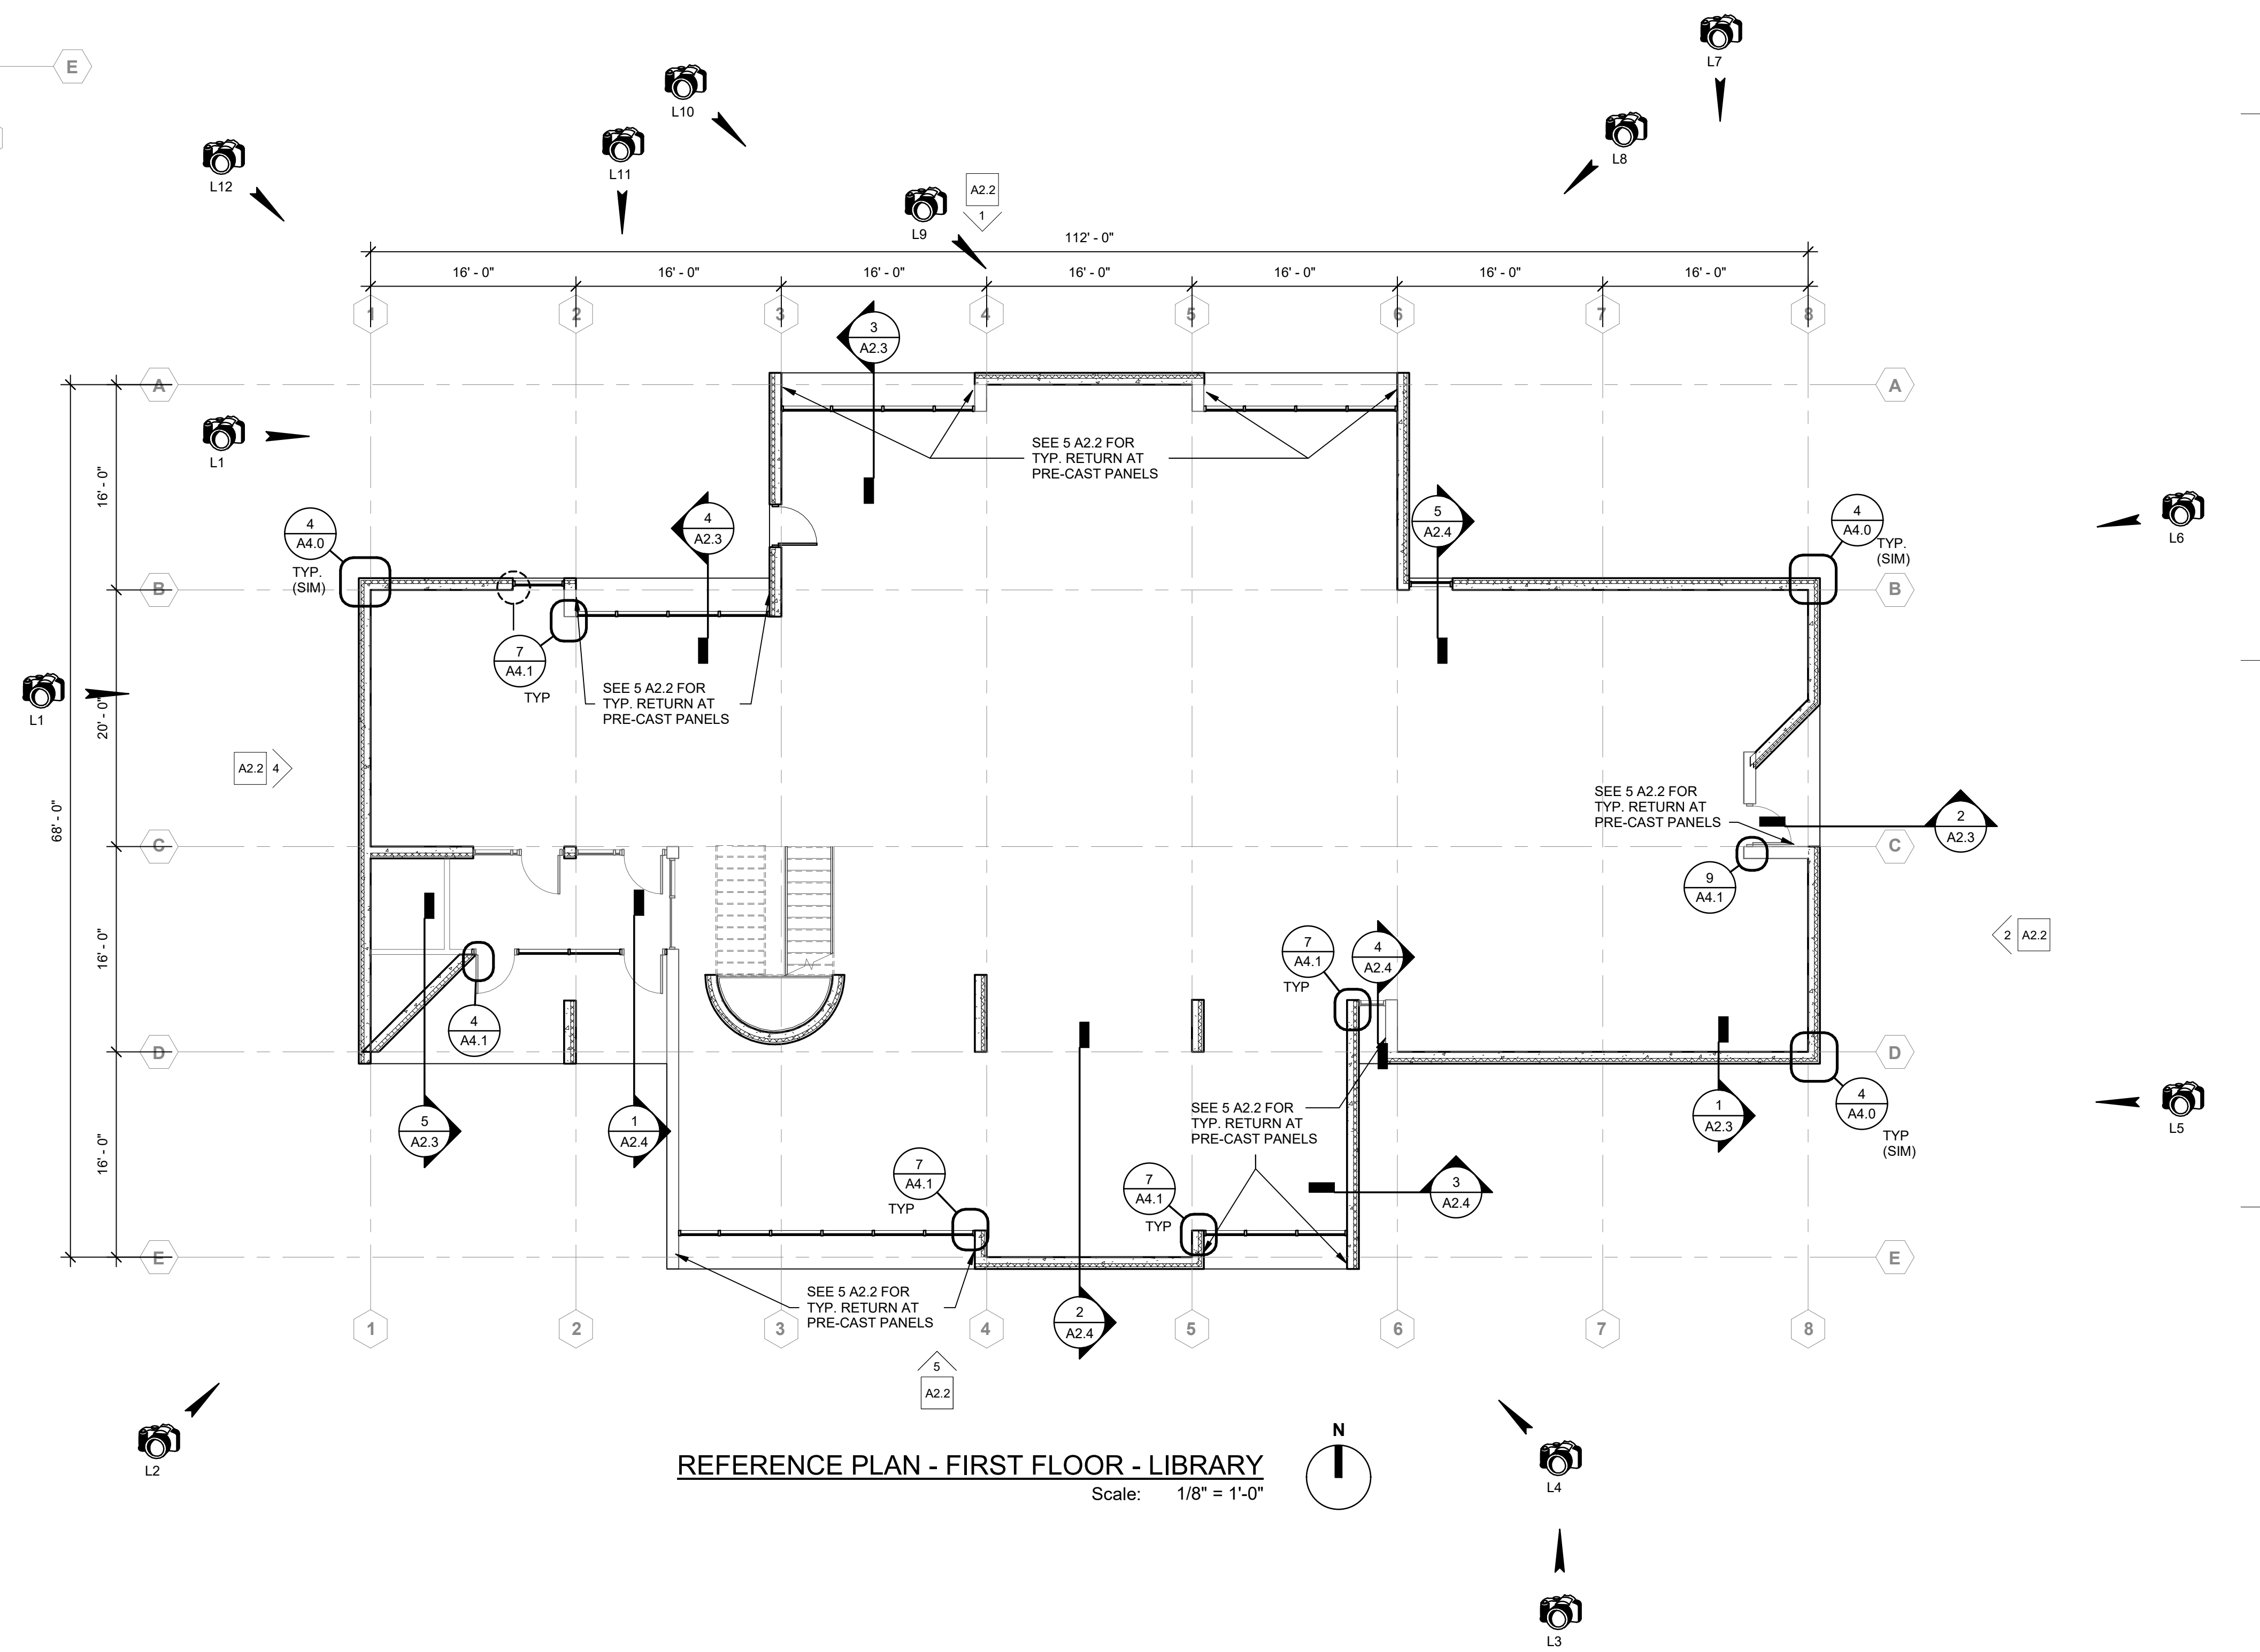 L7
E
L10
L8
L11
L12
A2.2
1
L9
112' - 0"
16' - 0"
16' - 0"
16' - 0"
16' - 0"
16' - 0"
16' - 0"
16' - 0"
1
2
3
4
5
6
7
8
3
A2.3
A
A
L1
SEE 5 A2.2 FOR
TYP. RETURN AT
PRE-CAST PANELS
16' - 0"
4
A2.3
5
A2.4
4
A4.0
TYP.
(SIM)
4
A4.0
TYP.
(SIM)
L6
B
B
7
A4.1
TYP
SEE 5 A2.2 FOR
TYP. RETURN AT
PRE-CAST PANELS
L1
20' - 0"
A2.2
4
68' - 0"
SEE 5 A2.2 FOR
TYP. RETURN AT
PRE-CAST PANELS
2
A2.3
C
C
9
A4.1
7
A4.1
TYP
4
A2.4
2
A2.2
16' - 0"
4
A4.1
D
D
5
A2.3
1
A2.4
SEE 5 A2.2 FOR
TYP. RETURN AT
PRE-CAST PANELS
1
A2.3
4
A4.0
TYP
(SIM)
L5
16' - 0"
7
A4.1
TYP
7
A4.1
TYP
3
A2.4
E
E
SEE 5 A2.2 FOR
TYP. RETURN AT
PRE-CAST PANELS
2
A2.4
1
2
3
4
5
6
7
8
5
A2.2
L2
N
REFERENCE PLAN - FIRST FLOOR - LIBRARY
Scale: 1/8" = 1'-0"
L4
L3